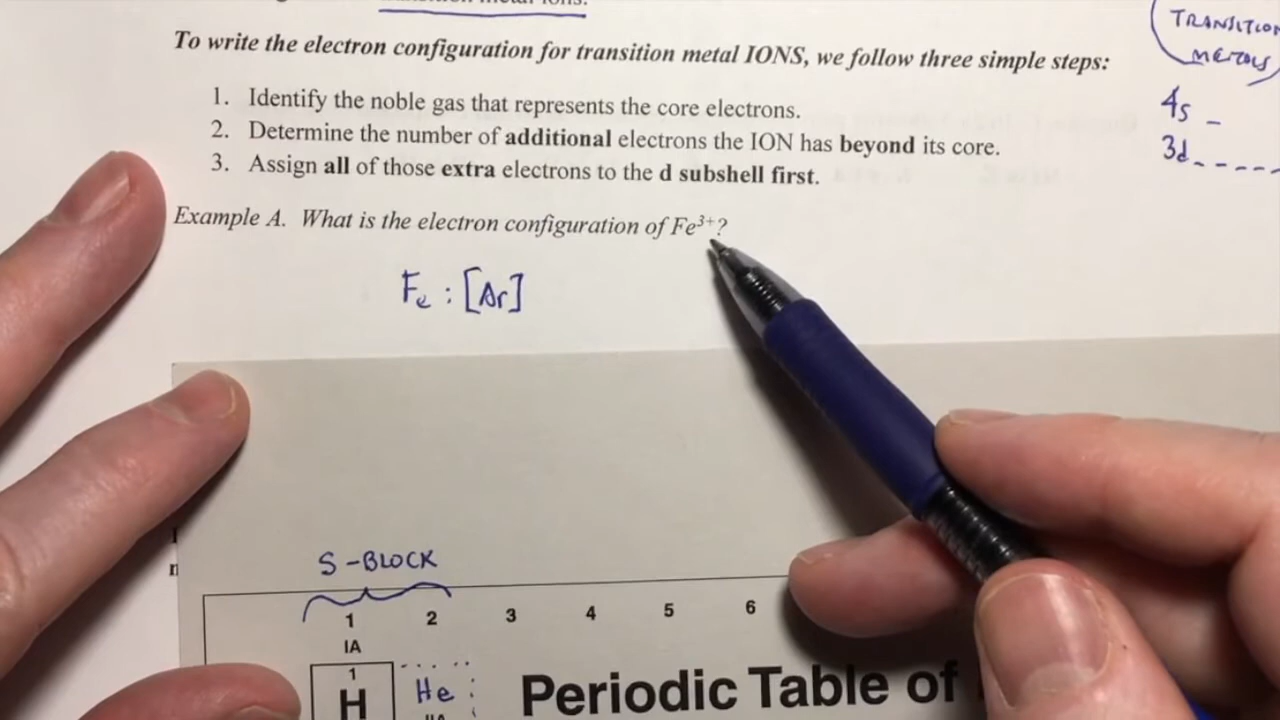 TRANSITION
METALS
To write the electron configuration for transition metal IONS, we follow three simple steps:
1. Identify the noble gas that represents the core electrons.
2. Determine the number of additional electrons the ION has beyond its core.
3. Assign all of those extra electrons to the d subshell first.
4s _
3d _ _ _ _ _
Example A. What is the electron configuration of Fe³⁺?
Fe : [Ar]
S-BLOCK
1 2 3 4 5 6
IA
1
H He
Periodic Table of